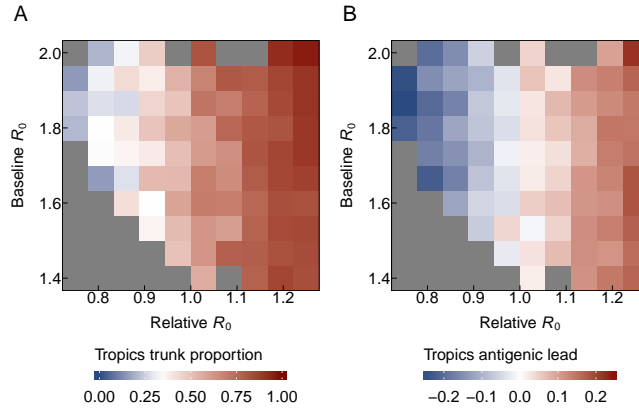 A
B
2.0
1.8
1.6
1.4
Baseline R0
0.8 0.9 1.0 1.1 1.2
Relative R0
Tropics trunk proportion
0.00 0.25 0.50 0.75 1.00
2.0
1.8
1.6
1.4
Baseline R0
0.8 0.9 1.0 1.1 1.2
Relative R0
Tropics antigenic lead
−0.2 −0.1 0.0 0.1 0.2